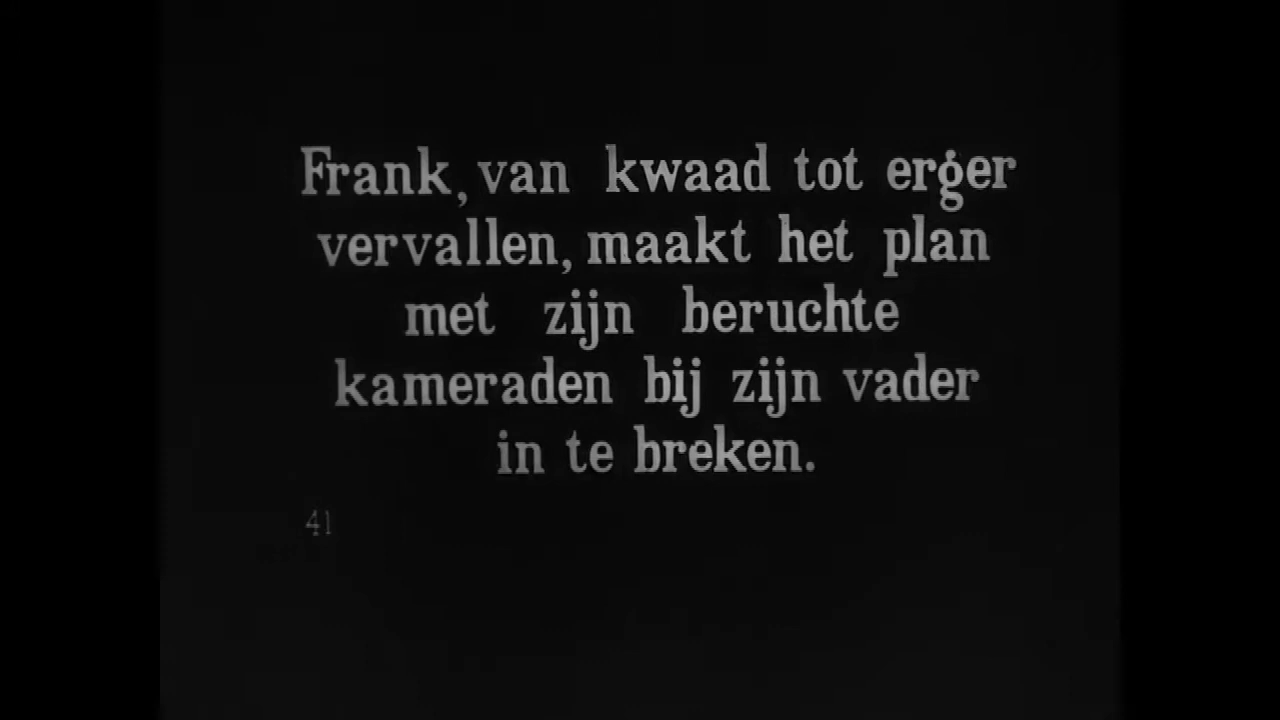 Frank, van kwaad tot erger
vervallen, maakt het plan
met zijn beruchte
kameraden bij zijn vader
in te breken.
41